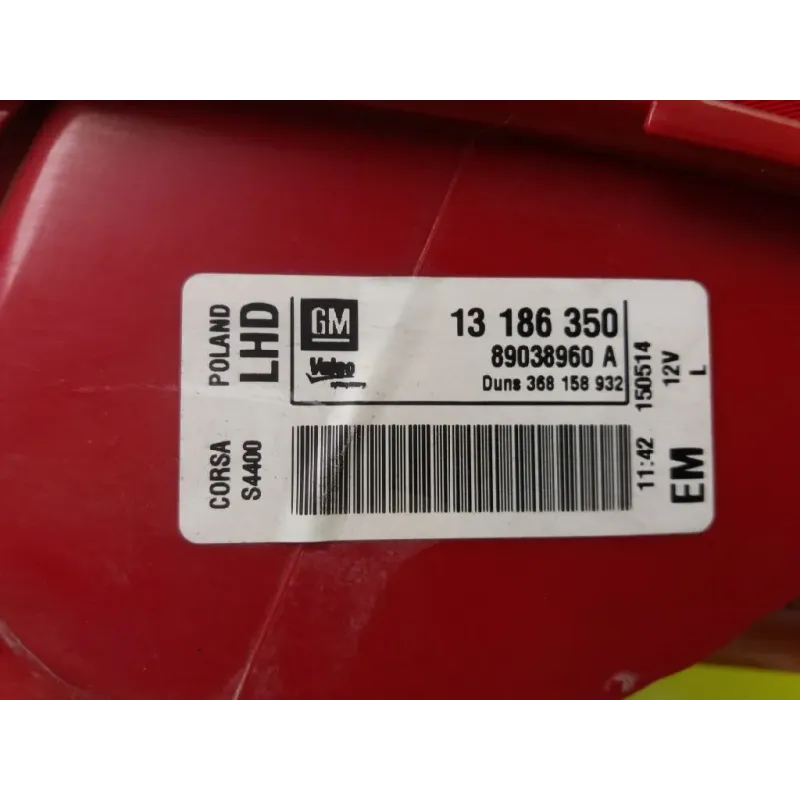 POLAND
LHD
GM
Valeo
13 186 350
89038960 A
Duns 368 158 932
CORSA
S4400
11:42 150514
12V
EM L